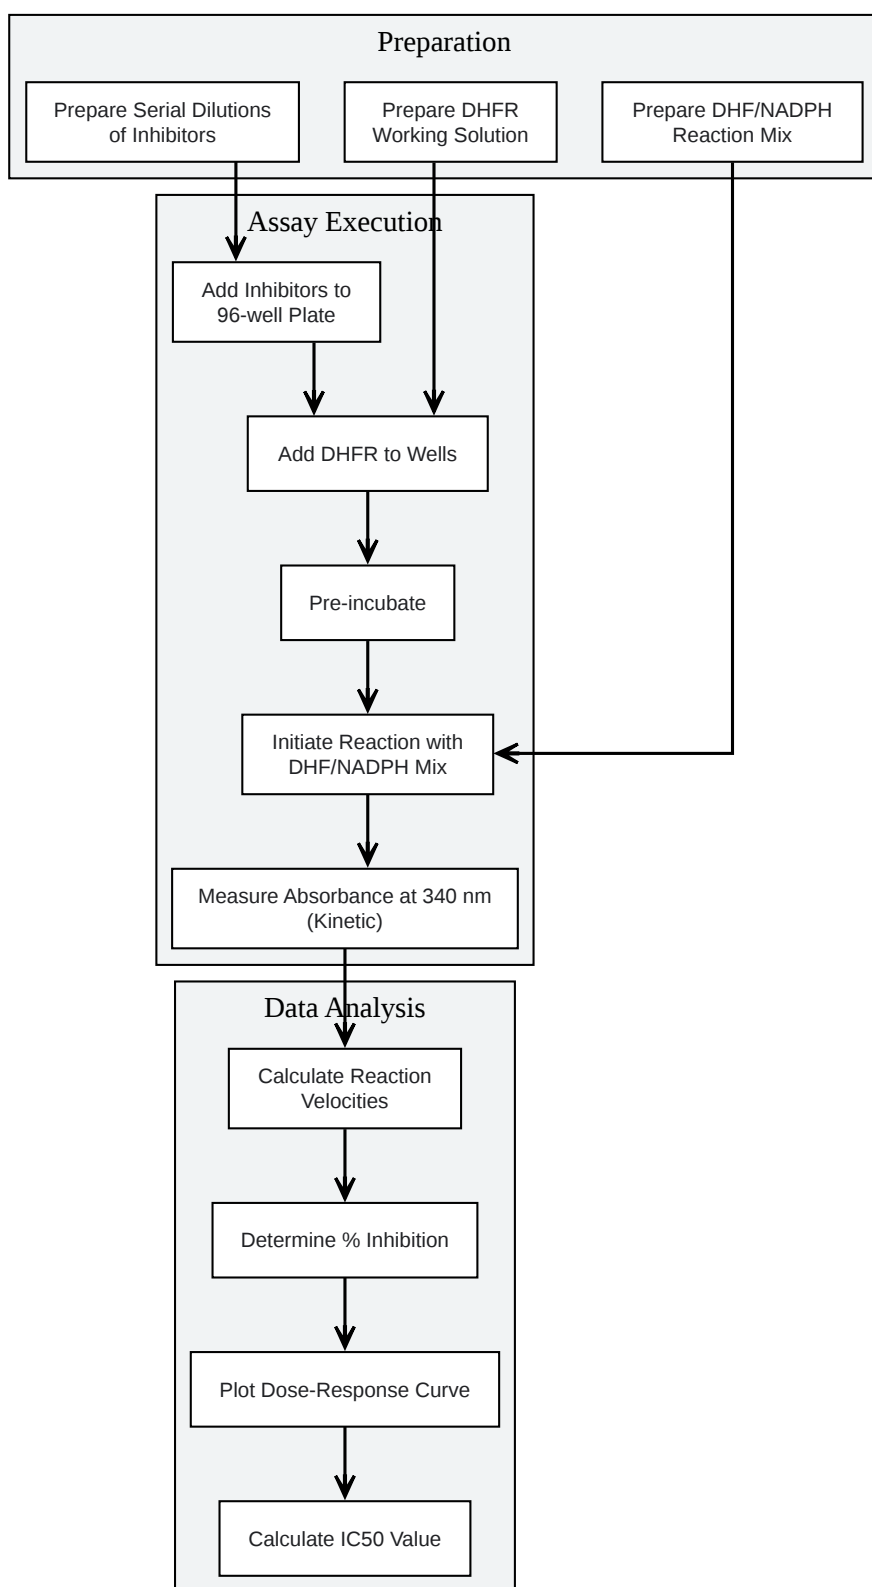 Preparation
Prepare Serial Dilutions
of Inhibitors
Prepare DHFR
Working Solution
Prepare DHF/NADPH
Reaction Mix
Assay Execution
Add Inhibitors to
96-well Plate
Add DHFR to Wells
Pre-incubate
Initiate Reaction with
DHF/NADPH Mix
Measure Absorbance at 340 nm
(Kinetic)
Data Analysis
Calculate Reaction
Velocities
Determine % Inhibition
Plot Dose-Response Curve
Calculate IC50 Value